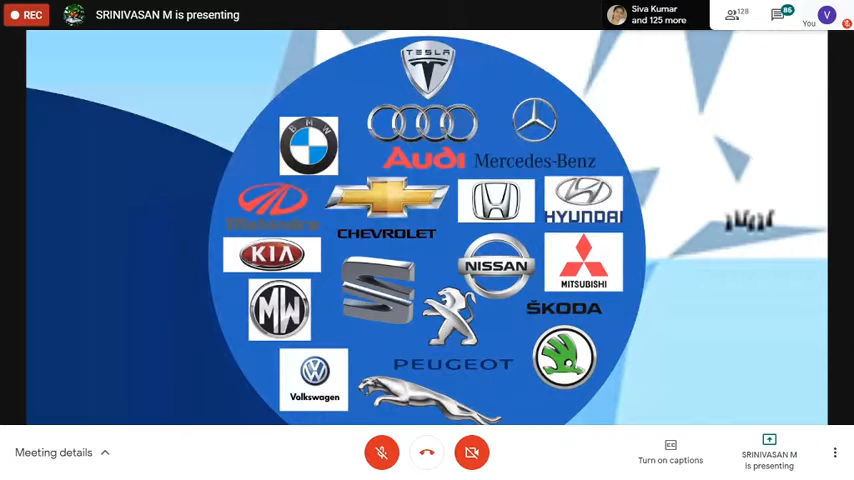 REC
SRINIVASAN M is presenting
Siva Kumar
and 125 more
128
86
You
V
TESLA
BMW
Audi
Mercedes-Benz
Mahindra
CHEVROLET
HYUNDAI
KIA
NISSAN
MITSUBISHI
MW
ŠKODA
PEUGEOT
Volkswagen
Meeting details
Turn on captions
SRINIVASAN M
is presenting